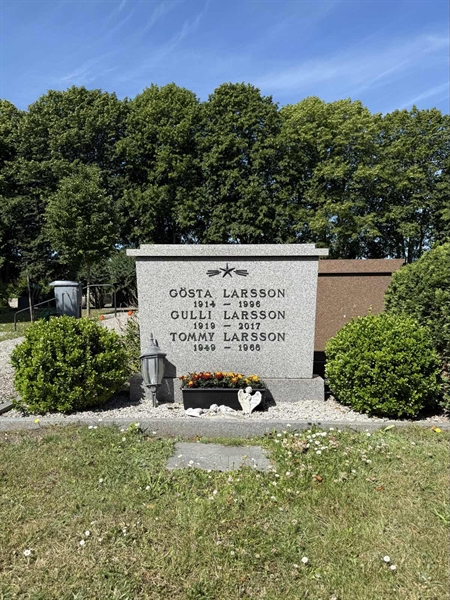 GÖSTA LARSSON
1914 - 1996
GULLI LARSSON
1919 - 2017
TOMMY LARSSON
1949 - 1968